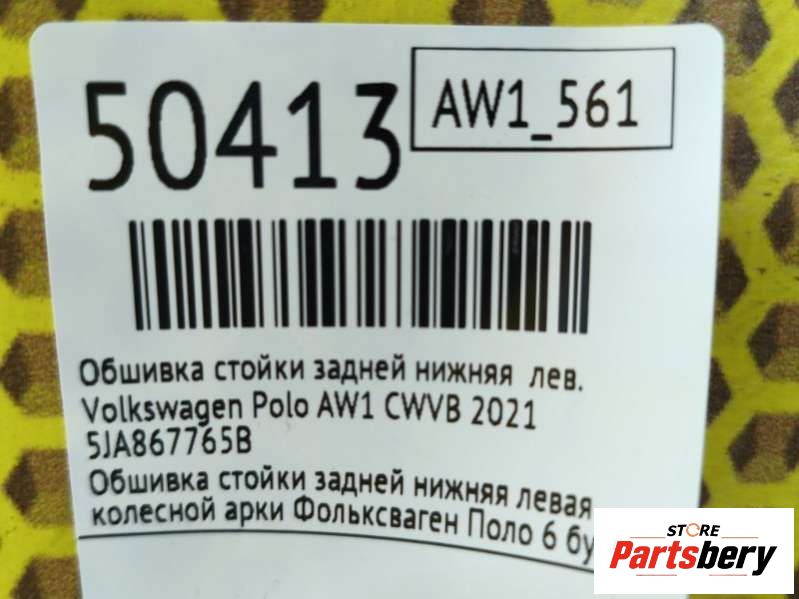 50413
AW1_561
Обшивка стойки задней нижняя лев.
Volkswagen Polo AW1 CWVB 2021
5JA867765B
Обшивка стойки задней нижняя левая
колесной арки Фольксваген Поло 6 бу
STORE
Partsbery